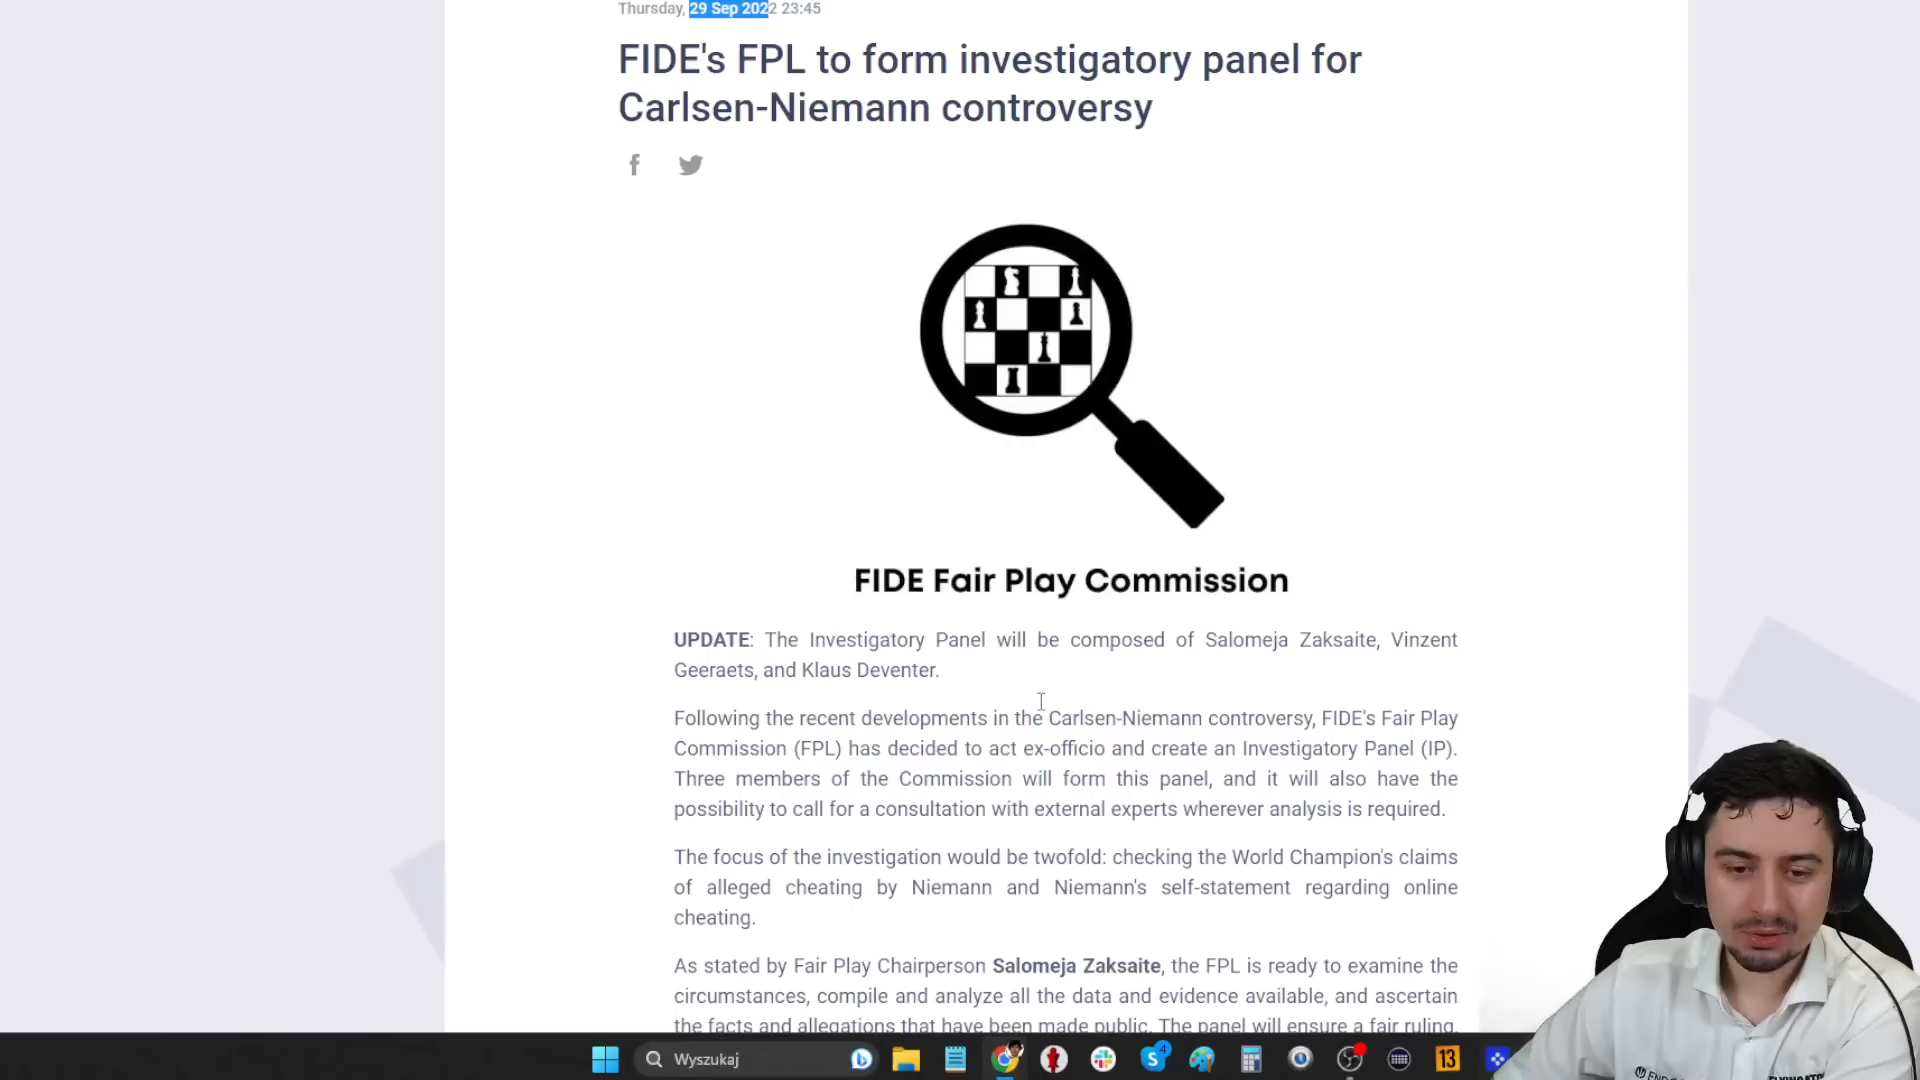 Thursday, 29 Sep 2022 23:45
FIDE's FPL to form investigatory panel for
Carlsen-Niemann controversy
FIDE Fair Play Commission
UPDATE: The Investigatory Panel will be composed of Salomeja Zaksaite, Vinzent
Geeraets, and Klaus Deventer.
Following the recent developments in the Carlsen-Niemann controversy, FIDE's Fair Play
Commission (FPL) has decided to act ex-officio and create an Investigatory Panel (IP).
Three members of the Commission will form this panel, and it will also have the
possibility to call for a consultation with external experts wherever analysis is required.
The focus of the investigation would be twofold: checking the World Champion's claims
of alleged cheating by Niemann and Niemann's self-statement regarding online
cheating.
As stated by Fair Play Chairperson Salomeja Zaksaite, the FPL is ready to examine the
circumstances, compile and analyze all the data and evidence available, and ascertain
the facts and allegations that have been made public. The panel will ensure a fair ruling,
Wyszukaj
4
13